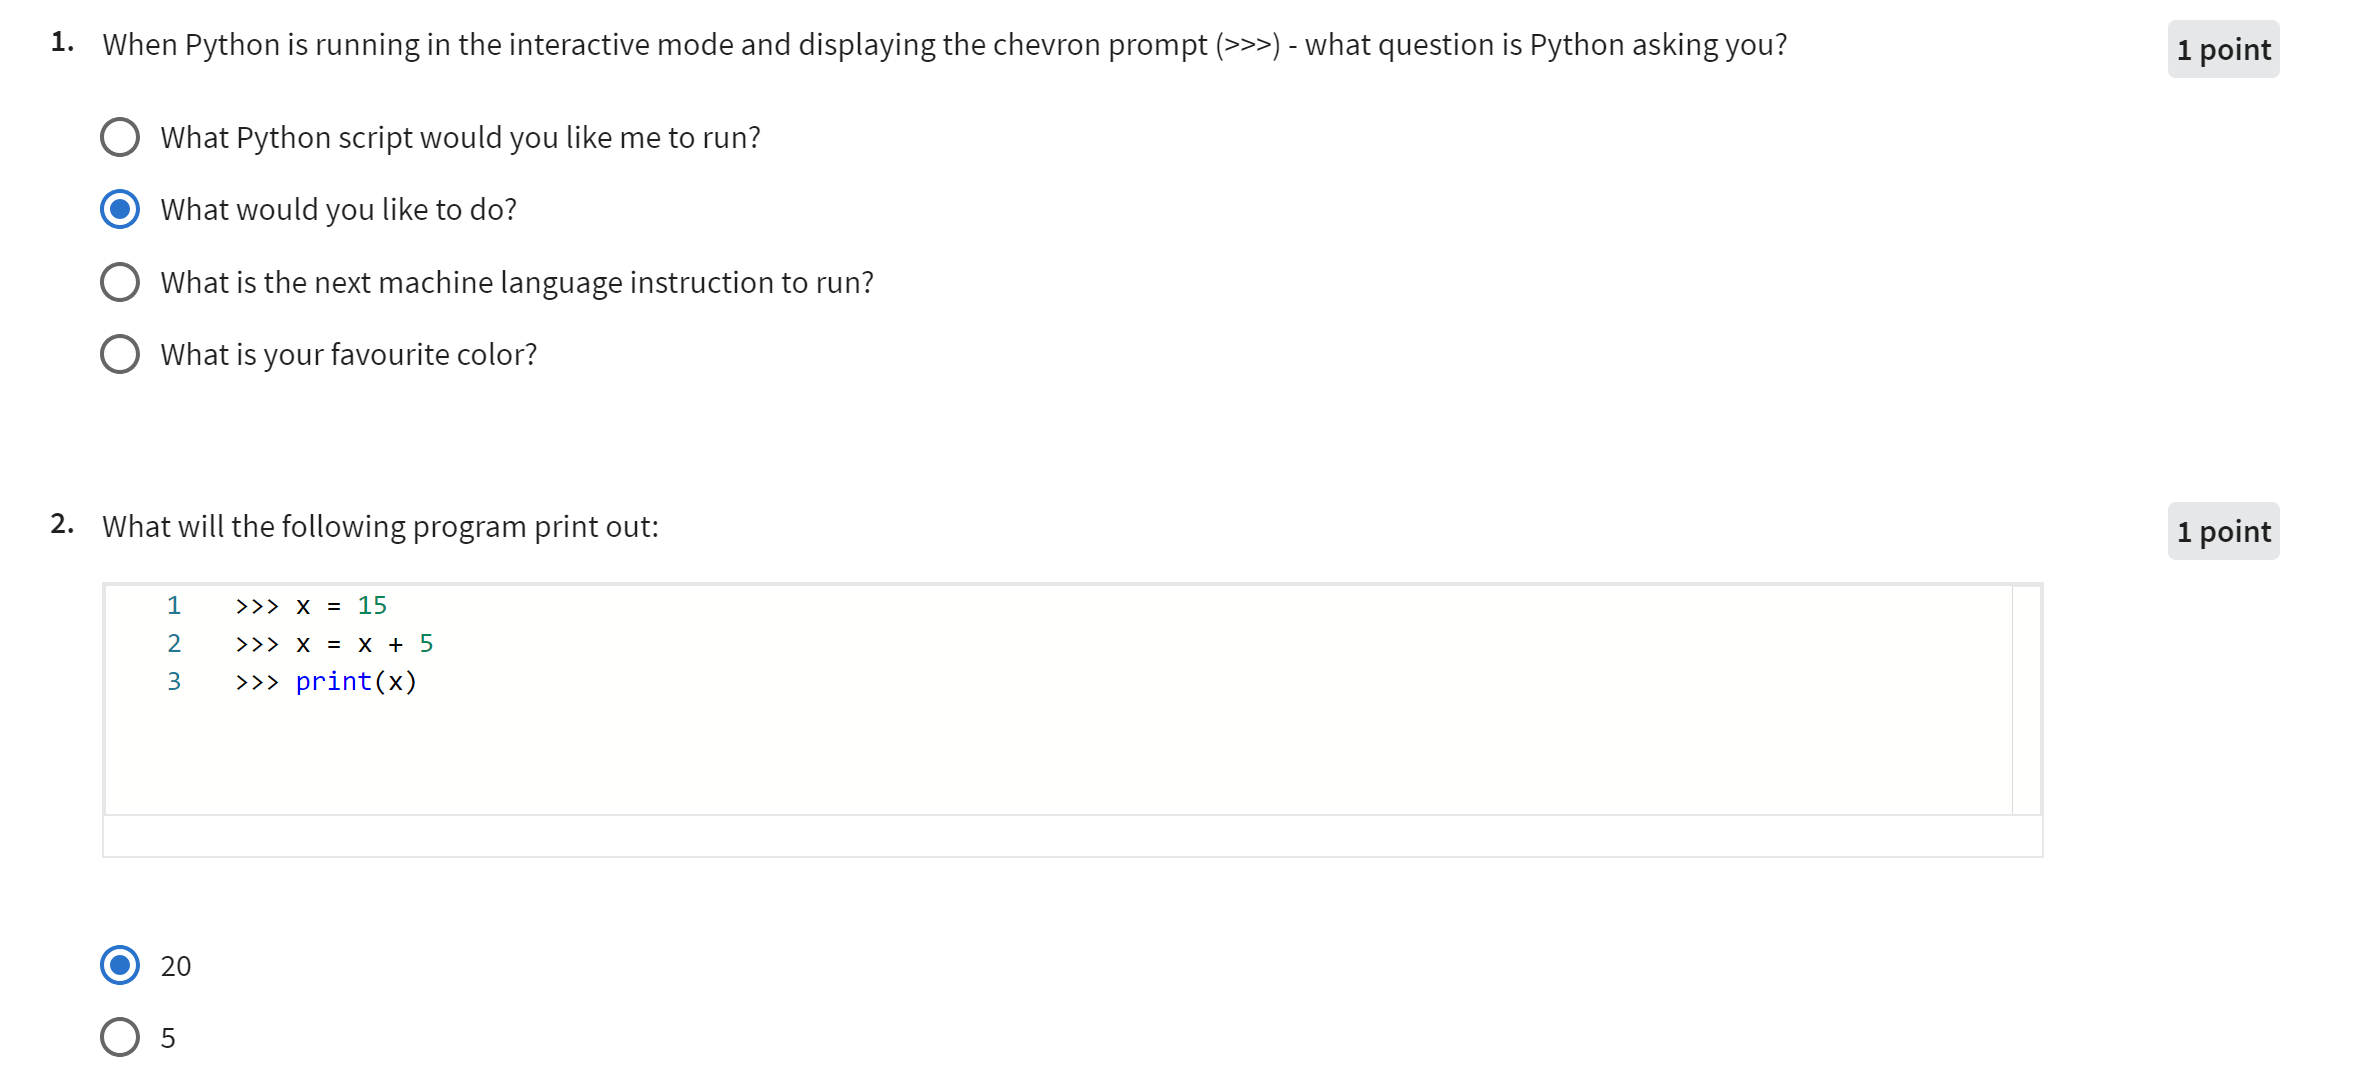 1. When Python is running in the interactive mode and displaying the chevron prompt (>>>) - what question is Python asking you?
1 point
What Python script would you like me to run?
What would you like to do?
What is the next machine language instruction to run?
What is your favourite color?
2. What will the following program print out:
1 point
1 >>> x = 15
2 >>> x = x + 5
3 >>> print(x)
20
5